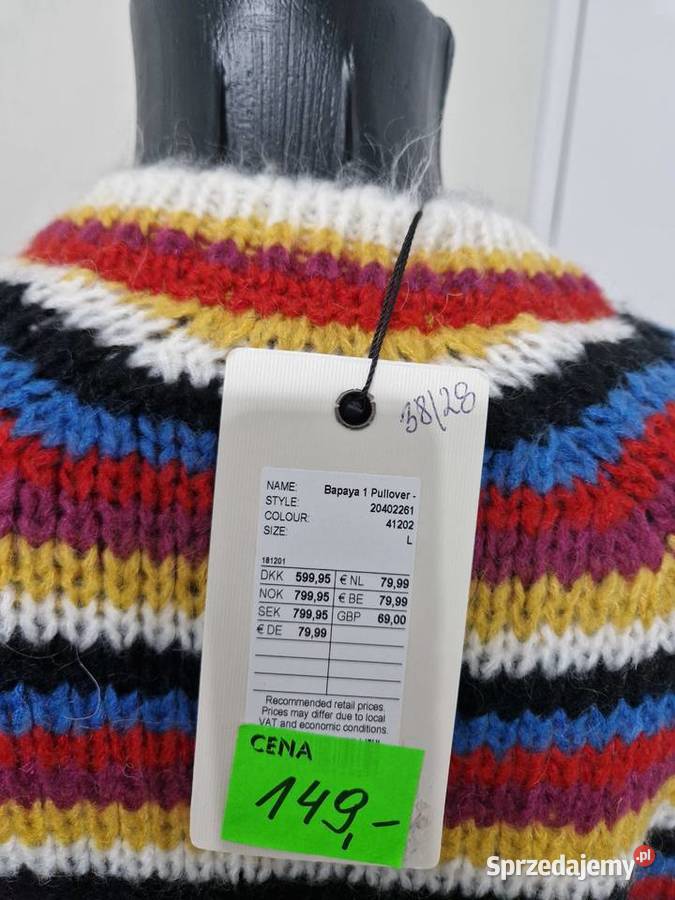 38/28
NAME: Bapaya 1 Pullover -
STYLE: 20402261
COLOUR: 41202
SIZE: L
181201
DKK 599,95 € NL 79,99
NOK 799,95 € BE 79,99
SEK 799,95 GBP 69,00
€ DE 79,99
Recommended retail prices.
Prices may differ due to local
VAT and economic conditions.
CENA
149,-
Sprzedajemy.pl